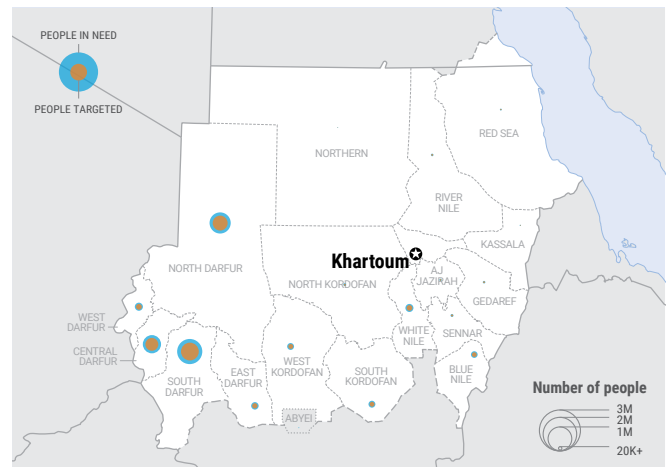 PEOPLE IN NEED
PEOPLE TARGETED
RED SEA
NORTHERN
RIVER
NILE
KASSALA
Khartoum
NORTH DARFUR
NORTH KORDOFAN
AJ
JAZIRAH
GEDAREF
WEST
DARFUR
WHITE
NILE
SENNAR
CENTRAL
DARFUR
WEST
KORDOFAN
EAST
DARFUR
SOUTH
KORDOFAN
BLUE
NILE
SOUTH
DARFUR
ABYEI
Number of people
3M
2M
1M
20K+